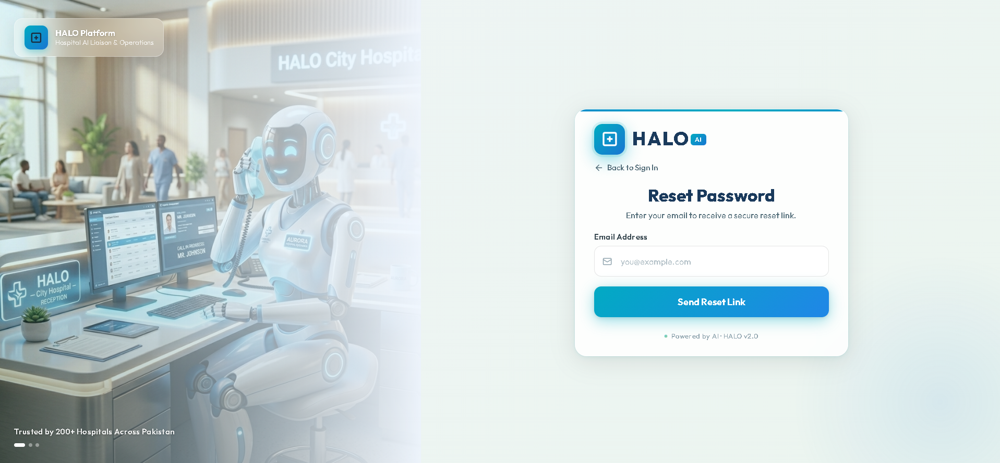 HALO Platform
Hospital AI Liaison & Operations
HALO City Hospita
AURORA
MR. JOHNSON
CALL IN PROGRESS:
MR. JOHNSON
HALO
City Hospital
RECEPTION
Trusted by 200+ Hospitals Across Pakistan
HALO AI
Back to Sign In
Reset Password
Enter your email to receive a secure reset link.
Email Address
you@example.com
Send Reset Link
Powered by AI · HALO v2.0